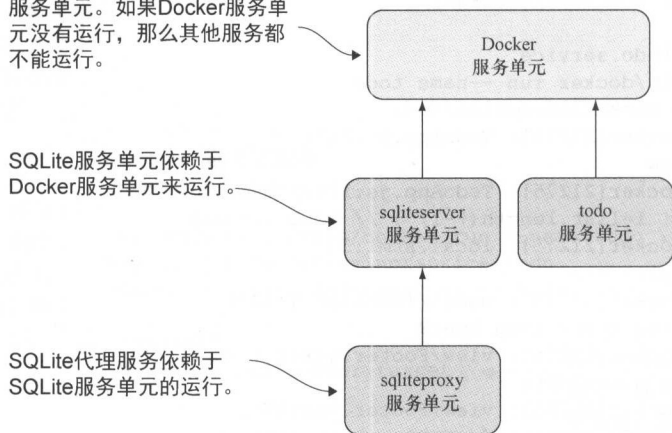 服务单元。如果Docker服务单
元没有运行，那么其他服务都
不能运行。
Docker
服务单元
SQLite服务单元依赖于
Docker服务单元来运行。
sqliteserver
服务单元
todo
服务单元
SQLite代理服务依赖于
SQLite服务单元的运行。
sqliteproxy
服务单元